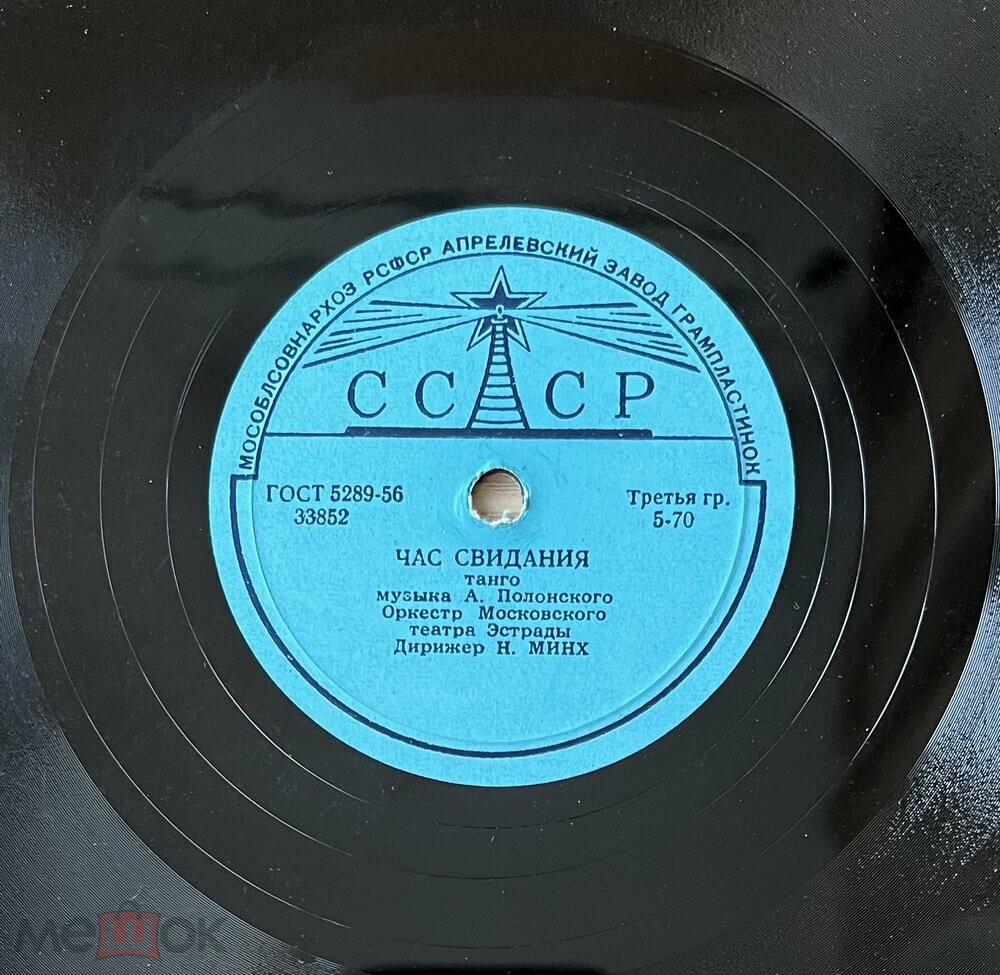 МОСОБЛСОВНАРХОЗ РСФСР АПРЕЛЕВСКИЙ ЗАВОД ГРАМПЛАСТИНОК
СССР
ГОСТ 5289-56
33852
Третья гр.
5-70
ЧАС СВИДАНИЯ
танго
музыка А. Полонского
Оркестр Московского
театра Эстрады
Дирижер Н. МИНХ
мешок